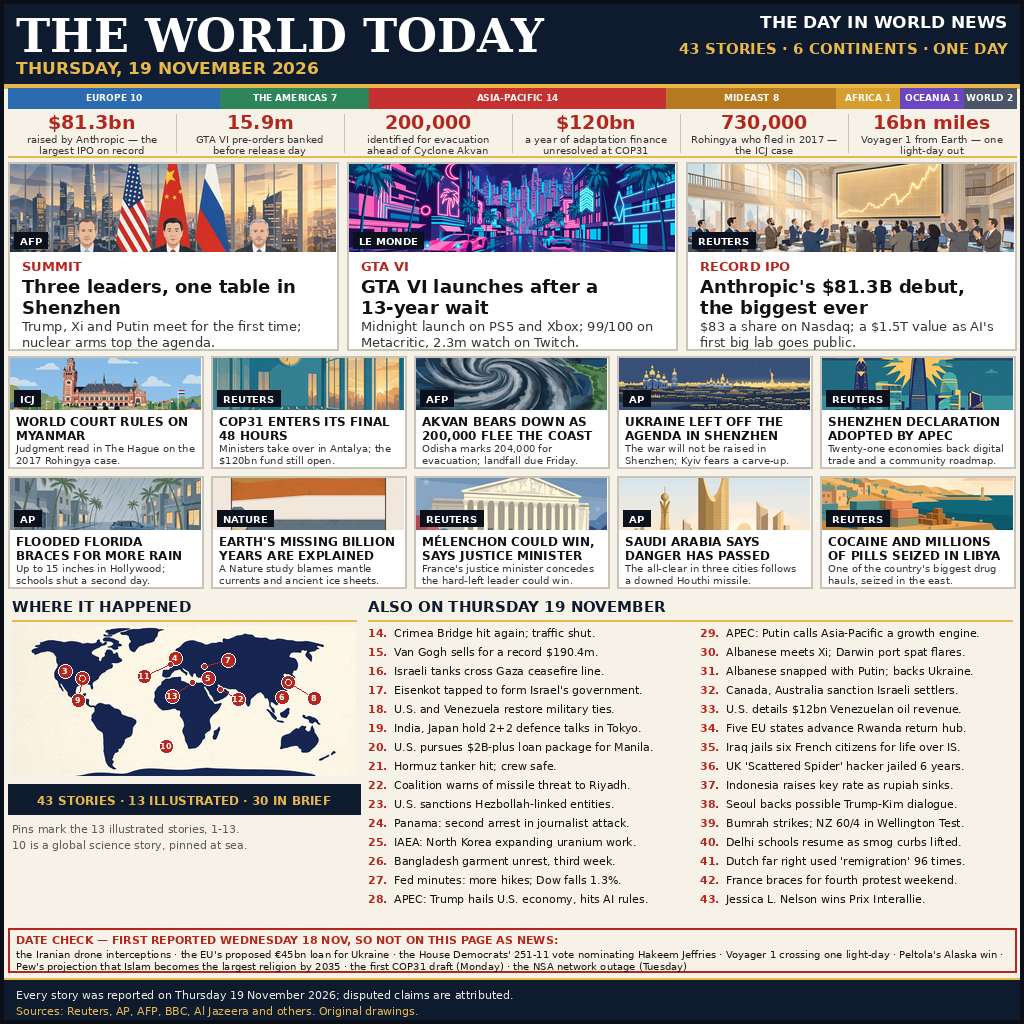 THE WORLD TODAY
THURSDAY, 19 NOVEMBER 2026
THE DAY IN WORLD NEWS
43 STORIES · 6 CONTINENTS · ONE DAY
EUROPE 10
THE AMERICAS 7
ASIA-PACIFIC 14
MIDEAST 8
AFRICA 1
OCEANIA 1
WORLD 2
$81.3bn
raised by Anthropic — the
largest IPO on record
15.9m
GTA VI pre-orders banked
before release day
200,000
identified for evacuation
ahead of Cyclone Akvan
$120bn
a year of adaptation finance
unresolved at COP31
730,000
Rohingya who fled in 2017 —
the ICJ case
16bn miles
Voyager 1 from Earth — one
light-day out
AFP
SUMMIT
Three leaders, one table in
Shenzhen
Trump, Xi and Putin meet for the first time;
nuclear arms top the agenda.
LE MONDE
GTA VI
GTA VI launches after a
13-year wait
Midnight launch on PS5 and Xbox; 99/100 on
Metacritic, 2.3m watch on Twitch.
REUTERS
RECORD IPO
Anthropic's $81.3B debut,
the biggest ever
$83 a share on Nasdaq; a $1.5T value as AI's
first big lab goes public.
ICJ
WORLD COURT RULES ON
MYANMAR
Judgment read in The Hague on the
2017 Rohingya case.
REUTERS
COP31 ENTERS ITS FINAL
48 HOURS
Ministers take over in Antalya; the
$120bn fund still open.
AFP
AKVAN BEARS DOWN AS
200,000 FLEE THE COAST
Odisha marks 204,000 for
evacuation; landfall due Friday.
AP
UKRAINE LEFT OFF THE
AGENDA IN SHENZHEN
The war will not be raised in
Shenzhen; Kyiv fears a carve-up.
REUTERS
SHENZHEN DECLARATION
ADOPTED BY APEC
Twenty-one economies back digital
trade and a community roadmap.
AP
FLOODED FLORIDA
BRACES FOR MORE RAIN
Up to 15 inches in Hollywood;
schools shut a second day.
NATURE
EARTH'S MISSING BILLION
YEARS ARE EXPLAINED
A Nature study blames mantle
currents and ancient ice sheets.
REUTERS
MÉLENCHON COULD WIN,
SAYS JUSTICE MINISTER
France's justice minister concedes
the hard-left leader could win.
AP
SAUDI ARABIA SAYS
DANGER HAS PASSED
The all-clear in three cities follows
a downed Houthi missile.
REUTERS
COCAINE AND MILLIONS
OF PILLS SEIZED IN LIBYA
One of the country's biggest drug
hauls, seized in the east.
WHERE IT HAPPENED
3
4
7
11
5
13
12
9
6
8
10
43 STORIES · 13 ILLUSTRATED · 30 IN BRIEF
Pins mark the 13 illustrated stories, 1-13.
10 is a global science story, pinned at sea.
ALSO ON THURSDAY 19 NOVEMBER
14. Crimea Bridge hit again; traffic shut.
15. Van Gogh sells for a record $190.4m.
16. Israeli tanks cross Gaza ceasefire line.
17. Eisenkot tapped to form Israel's government.
18. U.S. and Venezuela restore military ties.
19. India, Japan hold 2+2 defence talks in Tokyo.
20. U.S. pursues $2B-plus loan package for Manila.
21. Hormuz tanker hit; crew safe.
22. Coalition warns of missile threat to Riyadh.
23. U.S. sanctions Hezbollah-linked entities.
24. Panama: second arrest in journalist attack.
25. IAEA: North Korea expanding uranium work.
26. Bangladesh garment unrest, third week.
27. Fed minutes: more hikes; Dow falls 1.3%.
28. APEC: Trump hails U.S. economy, hits AI rules.
29. APEC: Putin calls Asia-Pacific a growth engine.
30. Albanese meets Xi; Darwin port spat flares.
31. Albanese snapped with Putin; backs Ukraine.
32. Canada, Australia sanction Israeli settlers.
33. U.S. details $12bn Venezuelan oil revenue.
34. Five EU states advance Rwanda return hub.
35. Iraq jails six French citizens for life over IS.
36. UK 'Scattered Spider' hacker jailed 6 years.
37. Indonesia raises key rate as rupiah sinks.
38. Seoul backs possible Trump-Kim dialogue.
39. Bumrah strikes; NZ 60/4 in Wellington Test.
40. Delhi schools resume as smog curbs lifted.
41. Dutch far right used 'remigration' 96 times.
42. France braces for fourth protest weekend.
43. Jessica L. Nelson wins Prix Interallie.
DATE CHECK — FIRST REPORTED WEDNESDAY 18 NOV, SO NOT ON THIS PAGE AS NEWS:
the Iranian drone interceptions · the EU's proposed €45bn loan for Ukraine · the House Democrats' 251-11 vote nominating Hakeem Jeffries · Voyager 1 crossing one light-day · Peltola's Alaska win ·
Pew's projection that Islam becomes the largest religion by 2035 · the first COP31 draft (Monday) · the NSA network outage (Tuesday)
Every story was reported on Thursday 19 November 2026; disputed claims are attributed.
Sources: Reuters, AP, AFP, BBC, Al Jazeera and others. Original drawings.